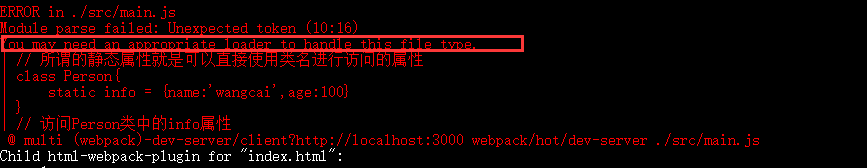 ERROR in ./src/main.js
Module parse failed: Unexpected token (10:16)
You may need an appropriate loader to handle this file type.
| // 所谓的静态属性就是可以直接使用类名进行访问的属性
| class Person{
|     static info = {name:'wangcai',age:100}
| }
| // 访问Person类中的info属性
@ multi (webpack)-dev-server/client?http://localhost:3000 webpack/hot/dev-server ./src/main.js
Child html-webpack-plugin for "index.html":